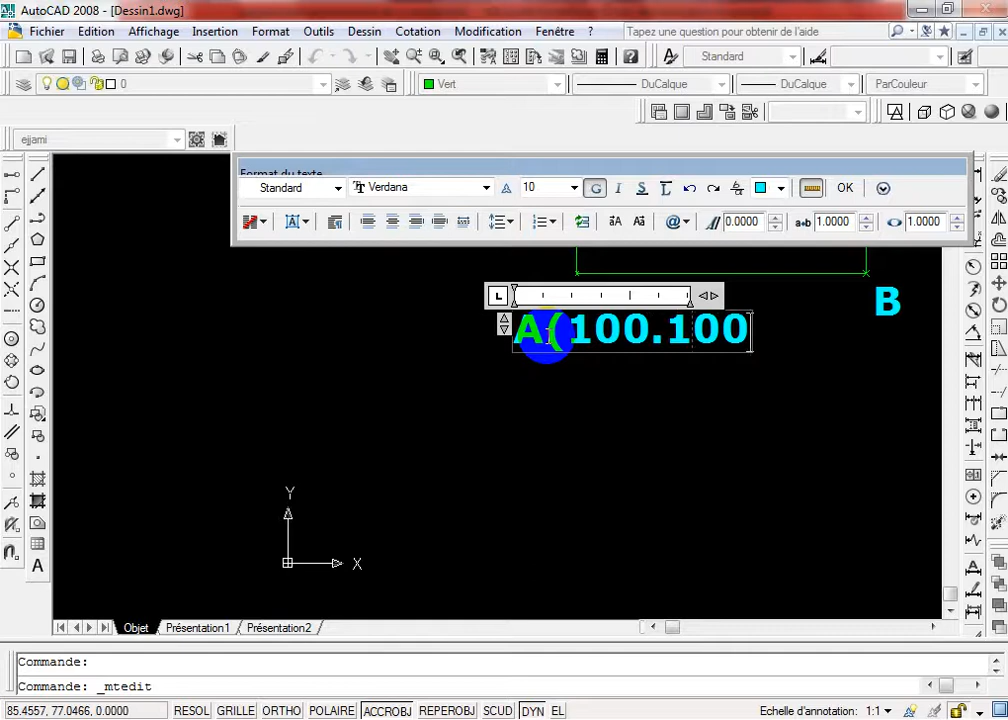 AutoCAD 2008 - [Dessin1.dwg]
Fichier Edition Affichage Insertion Format Outils Dessin Cotation Modification Fenêtre ? Tapez une question pour obtenir de l'aide
Standard
0 Vert DuCalque DuCalque ParCouleur
ejjami
Format du texte
Standard Verdana 10 G I S OK
0.0000 a•b 1.0000 1.0000
B
L
A(100.100
Y
X
A
Objet Présentation1 Présentation2
Commande:
Commande: _mtedit
85.4557, 77.0466, 0.0000 RESOL GRILLE ORTHO POLAIRE ACCROBJ REPEROBJ SCUD DYN EL Echelle d'annotation: 1:1